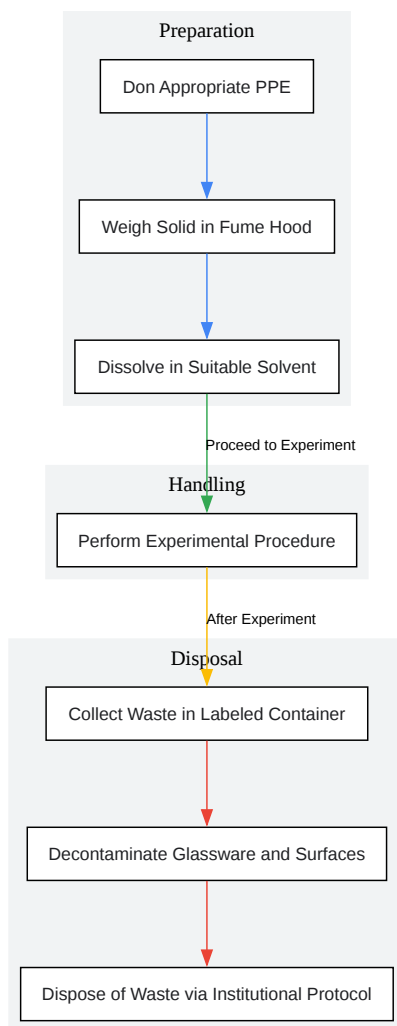 Preparation
Don Appropriate PPE
Weigh Solid in Fume Hood
Dissolve in Suitable Solvent
Proceed to Experiment
Handling
Perform Experimental Procedure
After Experiment
Disposal
Collect Waste in Labeled Container
Decontaminate Glassware and Surfaces
Dispose of Waste via Institutional Protocol